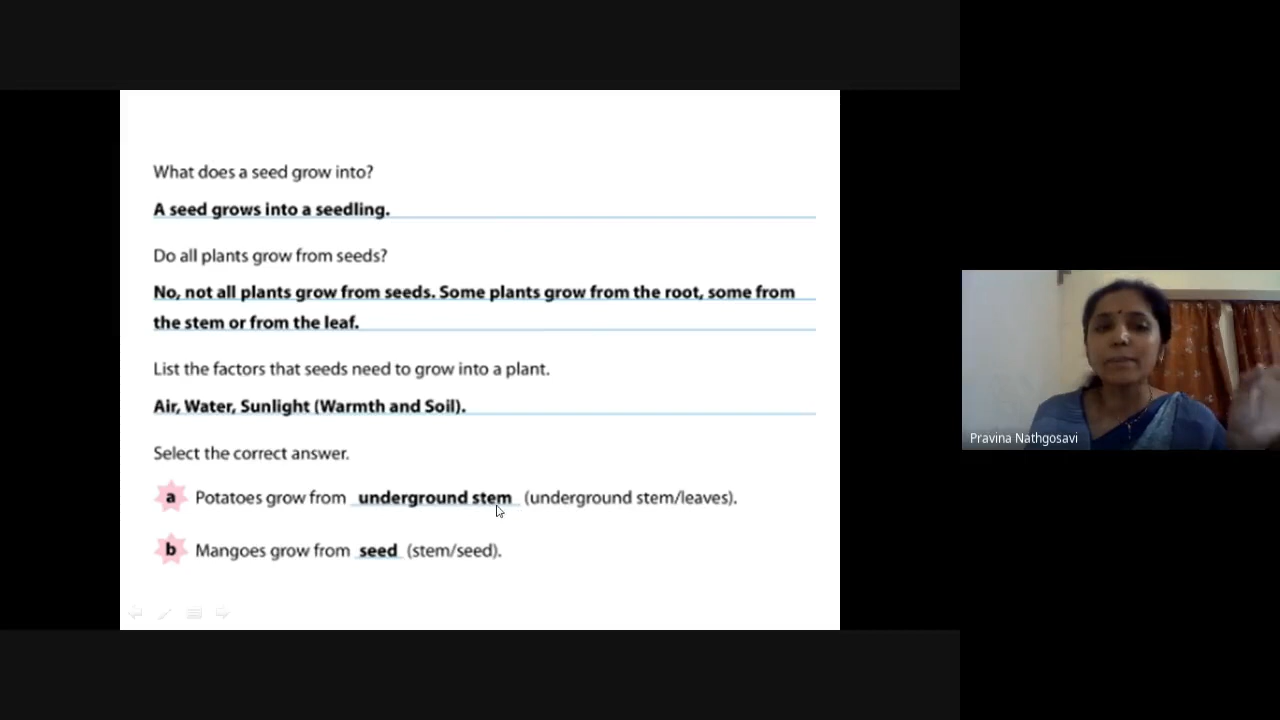 What does a seed grow into?
A seed grows into a seedling.
Do all plants grow from seeds?
No, not all plants grow from seeds. Some plants grow from the root, some from
the stem or from the leaf.
List the factors that seeds need to grow into a plant.
Air, Water, Sunlight (Warmth and Soil).
Select the correct answer.
a Potatoes grow from underground stem (underground stem/leaves).
b Mangoes grow from seed (stem/seed).
Pravina Nathgosavi